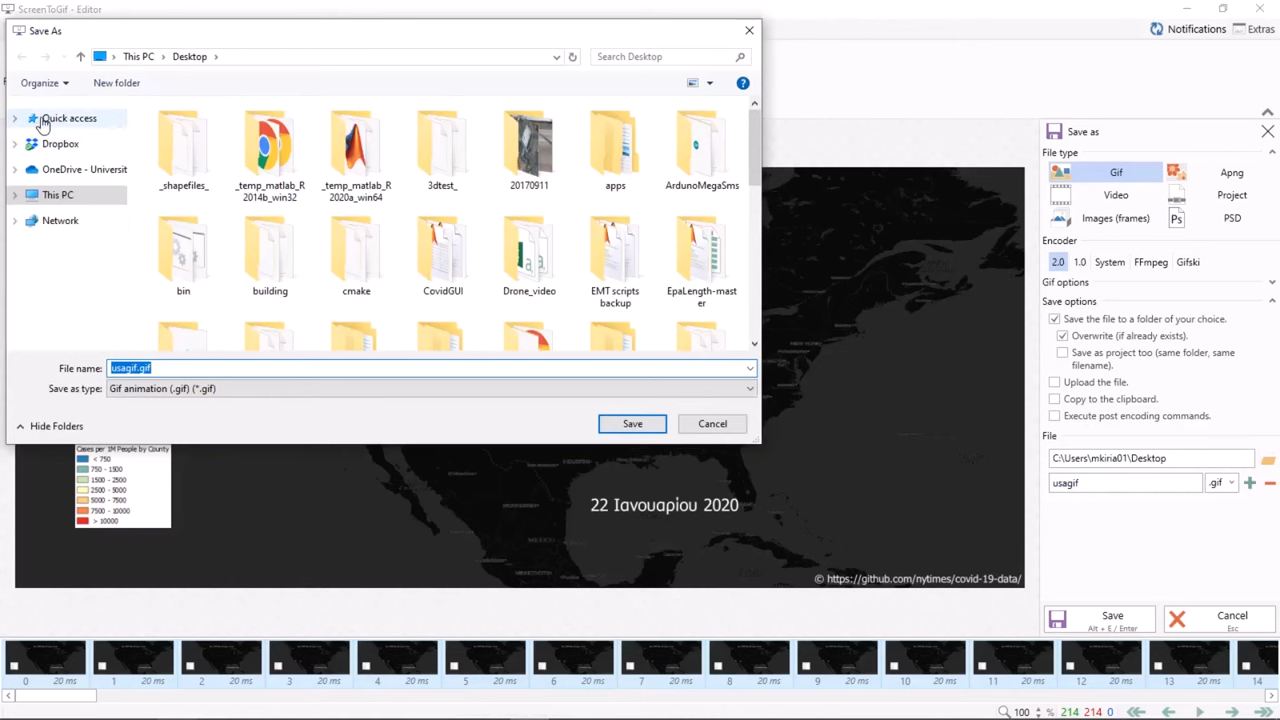 ScreenToGif - Editor
Notifications
Extras
Save As
This PC
Desktop
Search Desktop
Organize
New folder
Quick access
Dropbox
OneDrive - Universit
This PC
Network
_shapefiles_
_temp_matlab_R
2014b_win32
_temp_matlab_R
2020a_win64
3dtest_
20170911
apps
ArdunoMegaSms
bin
building
cmake
CovidGUI
Drone_video
EMT scripts
backup
EpaLength-mast
er
File name:
usagif.gif
Save as type:
Gif animation (.gif) (*.gif)
Hide Folders
Save
Cancel
Cases per 1M People by County
< 750
750 - 1500
1500 - 2500
2500 - 5000
5000 - 7500
7500 - 10000
> 10000
22 Ιανουαρίου 2020
© https://github.com/nytimes/covid-19-data/
Save as
File type
Gif
Apng
Video
Project
Images (frames)
Ps
PSD
Encoder
2.0
1.0
System
FFmpeg
Gifski
Gif options
Save options
Save the file to a folder of your choice.
Overwrite (if already exists).
Save as project too (same folder, same
filename).
Upload the file.
Copy to the clipboard.
Execute post encoding commands.
File
C:\Users\mkiria01\Desktop
usagif
.gif
Save
Alt + E / Enter
Cancel
Esc
0 20 ms
1 20 ms
2 20 ms
3 20 ms
4 20 ms
5 20 ms
6 20 ms
7 20 ms
8 20 ms
9 20 ms
10 20 ms
11 20 ms
12 20 ms
13 20 ms
14
100 %
214 214 0